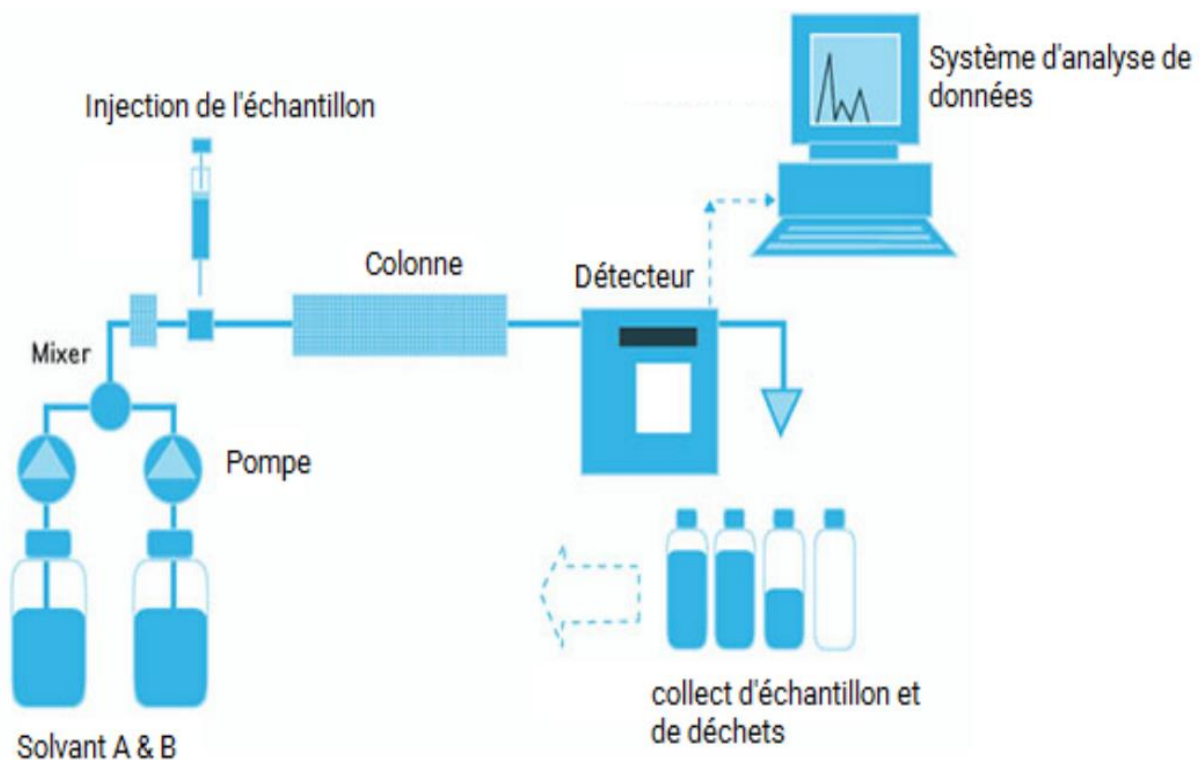 Système d'analyse de
données
Injection de l'échantillon
Colonne
Détecteur
Mixer
Pompe
collect d'échantillon et
de déchets
Solvant A & B